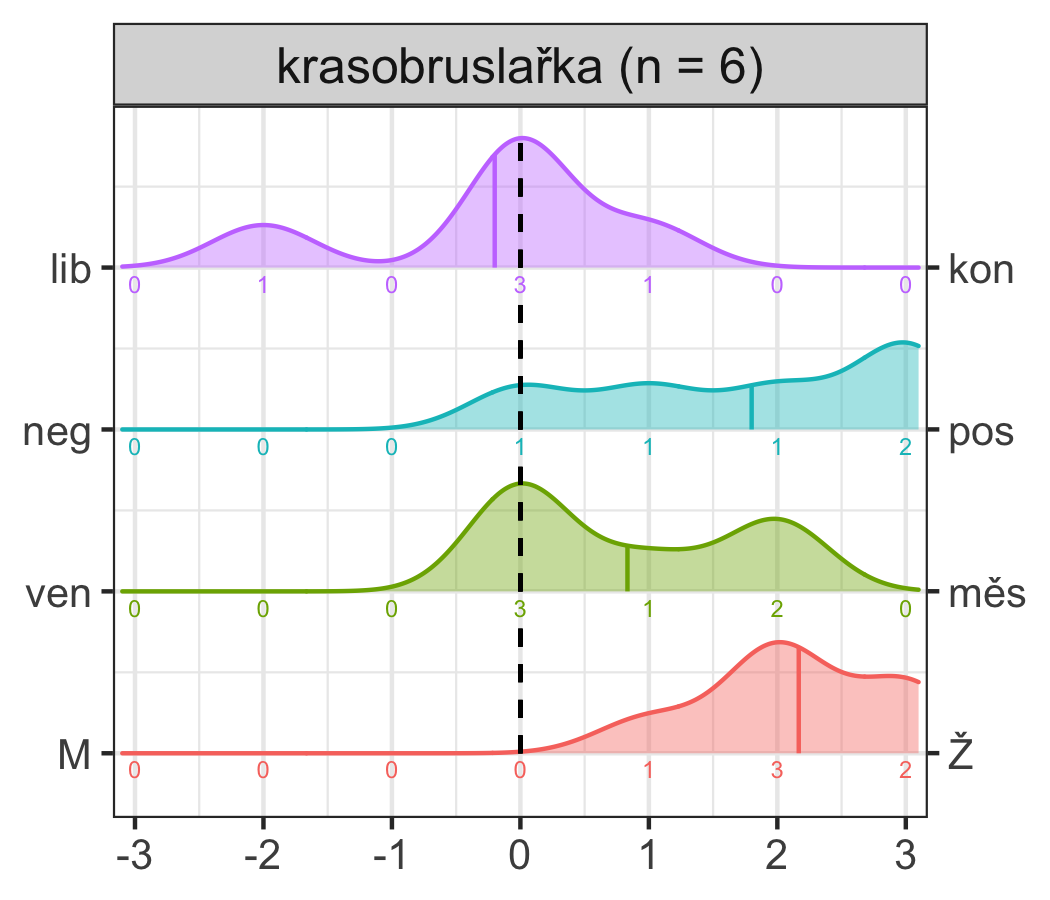 krasobruslařka (n = 6)
lib kon
0 1 0 3 1 0 0
neg pos
0 0 0 1 1 1 2
ven měs
0 0 0 3 1 2 0
M Ž
0 0 0 0 1 3 2
-3 -2 -1 0 1 2 3